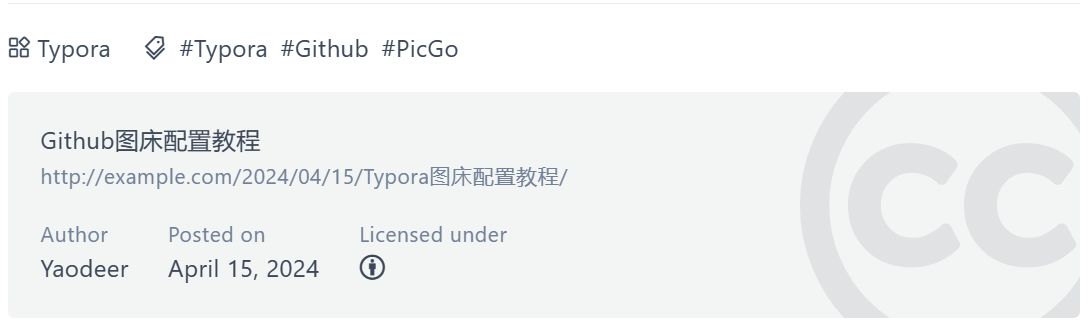 Typora #Typora #Github #PicGo
Github图床配置教程
http://example.com/2024/04/15/Typora图床配置教程/
Author Posted on Licensed under
Yaodeer April 15, 2024
cc